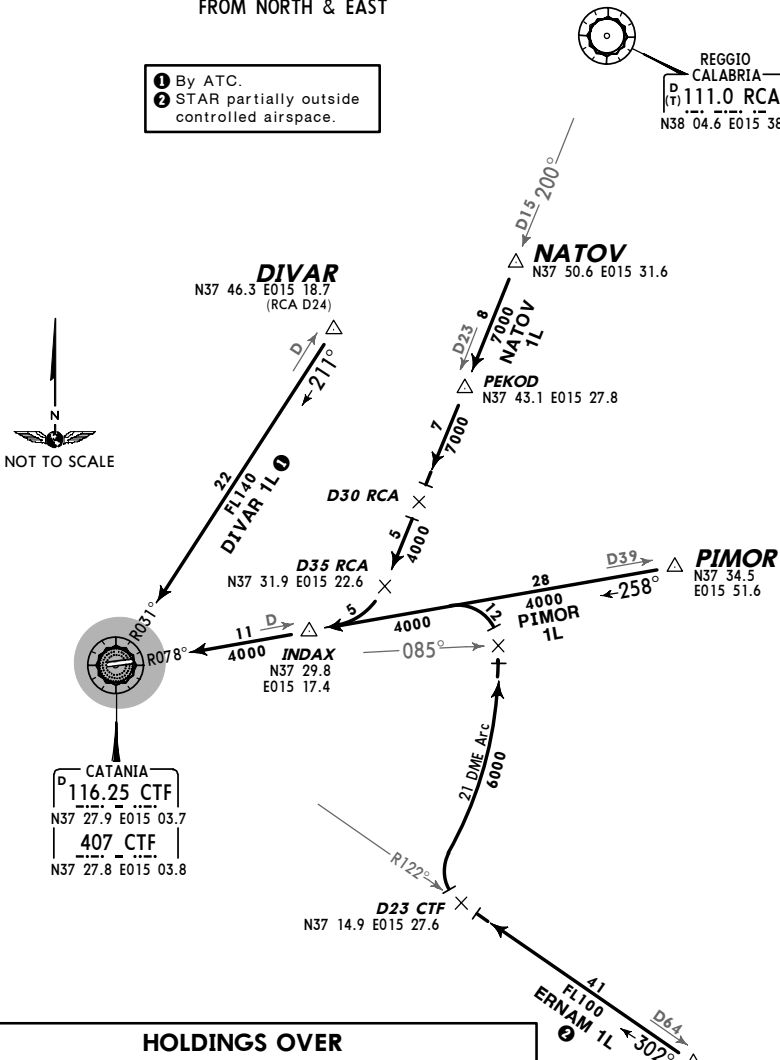 FROM NORTH & EAST
1 By ATC.
2 STAR partially outside
controlled airspace.
REGGIO
CALABRIA
D
(T) 111.0 RCA
N38 04.6 E015 38
200°
D15
NATOV
N37 50.6 E015 31.6
DIVAR
N37 46.3 E015 18.7
(RCA D24)
D
211°
8
7000
NATOV
1L
D23
PEKOD
N37 43.1 E015 27.8
N
NOT TO SCALE
7
7000
22
FL140
DIVAR 1L 1
D30 RCA
5
4000
D35 RCA
N37 31.9 E015 22.6
D39
PIMOR
N37 34.5
E015 51.6
28
4000
258°
PIMOR
1L
12
5
4000
R031°
R078°
11
4000
D
INDAX
N37 29.8
E015 17.4
085°
CATANIA
D 116.25 CTF
N37 27.9 E015 03.7
407 CTF
N37 27.8 E015 03.8
21 DME Arc
6000
R122°
D23 CTF
N37 14.9 E015 27.6
41
FL100
ERNAM 1L
2
D64
302°
HOLDINGS OVER